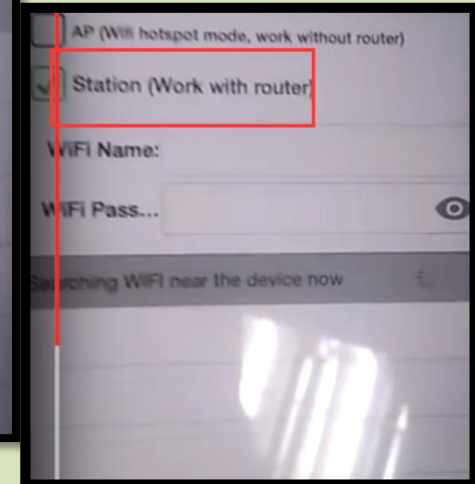 AP (Wifi hotspot mode, work without router)
Station (Work with router)
WiFi Name:
WiFi Pass...
Searching WIFI near the device now